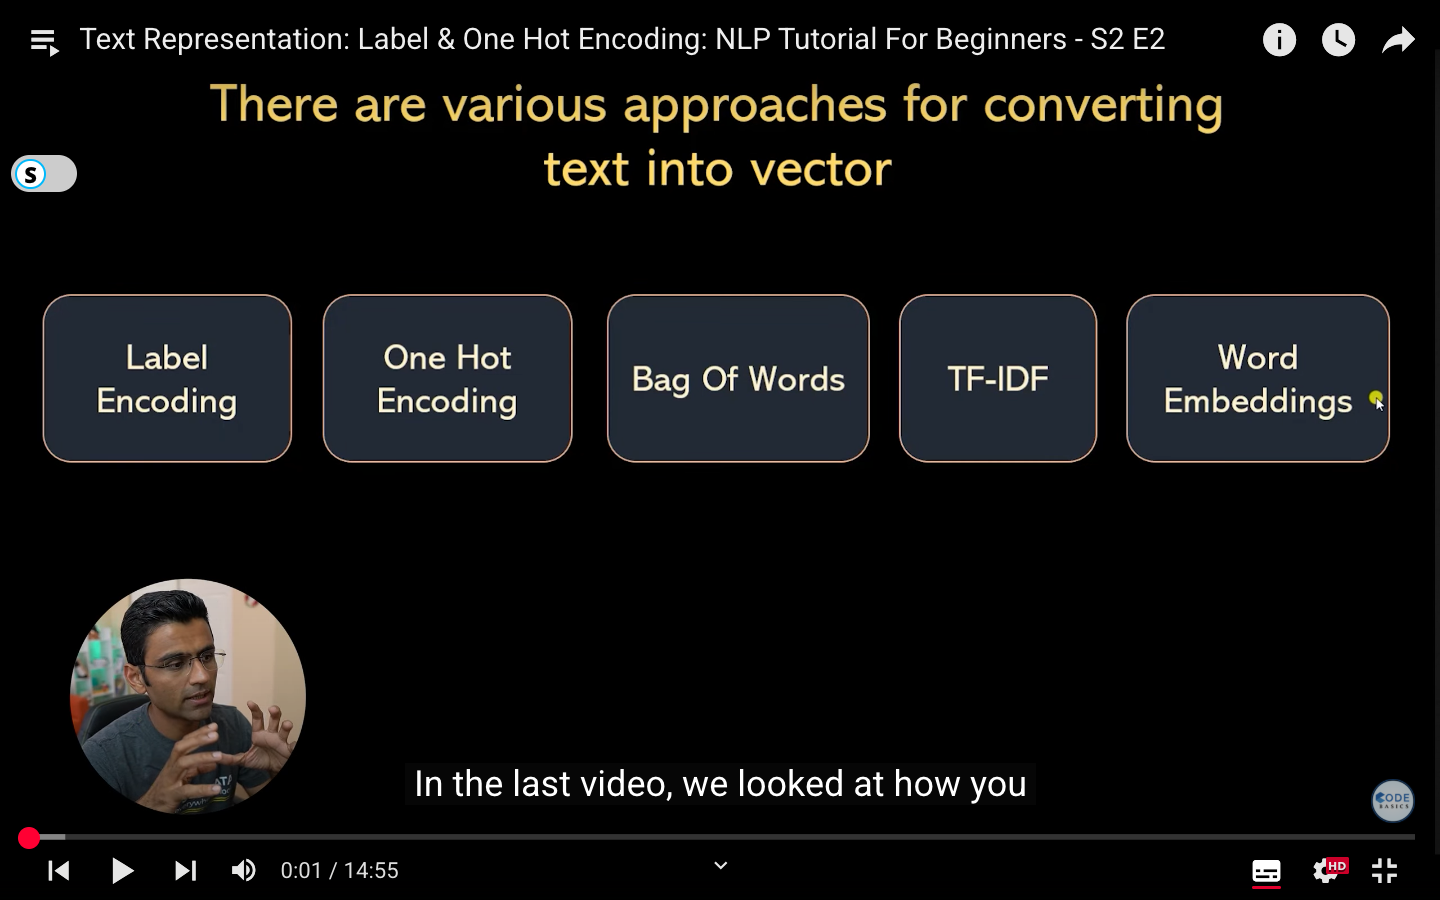 Text Representation: Label & One Hot Encoding: NLP Tutorial For Beginners - S2 E2
There are various approaches for converting
text into vector
S
Label
Encoding
One Hot
Encoding
Bag Of Words
TF-IDF
Word
Embeddings
In the last video, we looked at how you
CODE
BASICS
0:01 / 14:55
HD